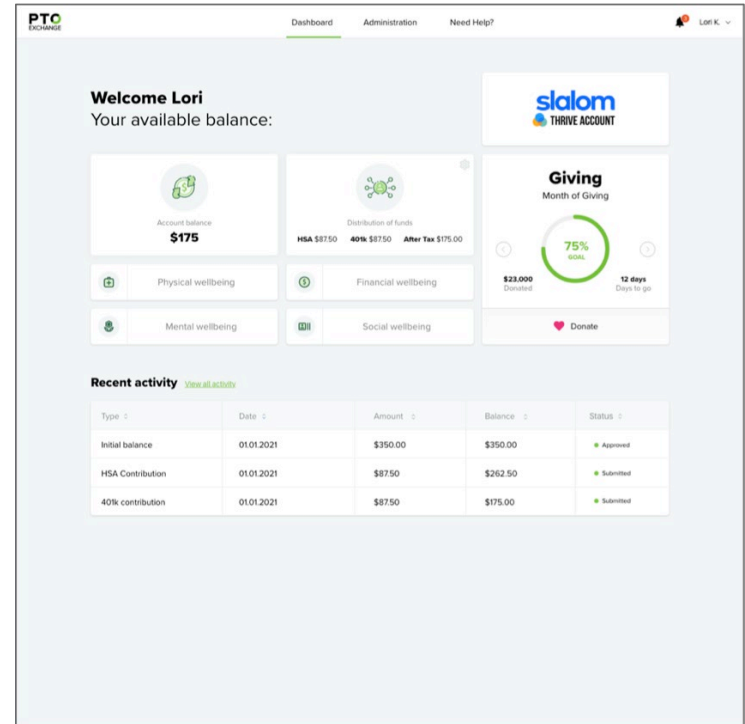 PTO
EXCHANGE
Dashboard
Administration
Need Help?
Lori K.
Welcome Lori
Your available balance:
slalom
THRIVE ACCOUNT
Account balance
$175
Distribution of funds
HSA $87.50 401k $87.50 After Tax $175.00
Giving
Month of Giving
75%
GOAL
$23,000
Donated
12 days
Days to go
Physical wellbeing
Financial wellbeing
Mental wellbeing
Social wellbeing
Donate
Recent activity View all activity
Type Date Amount Balance Status
Initial balance 01.01.2021 $350.00 $350.00 Approved
HSA Contribution 01.01.2021 $87.50 $262.50 Submitted
401k contribution 01.01.2021 $87.50 $175.00 Submitted